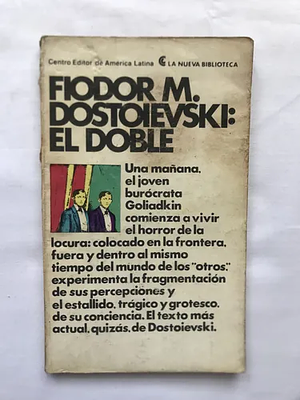 Centro Editor de América Latina LA NUEVA BIBLIOTECA
FIODOR M.
DOSTOIEVSKI:
EL DOBLE
Una mañana,
el joven
burócrata
Goliadkin
comienza a vivir
el horror de la
locura: colocado en la frontera,
fuera y dentro al mismo
tiempo del mundo de los "otros",
experimenta la fragmentación
de sus percepciones y
el estallido, trágico y grotesco,
de su conciencia. El texto más
actual, quizás, de Dostoievski.